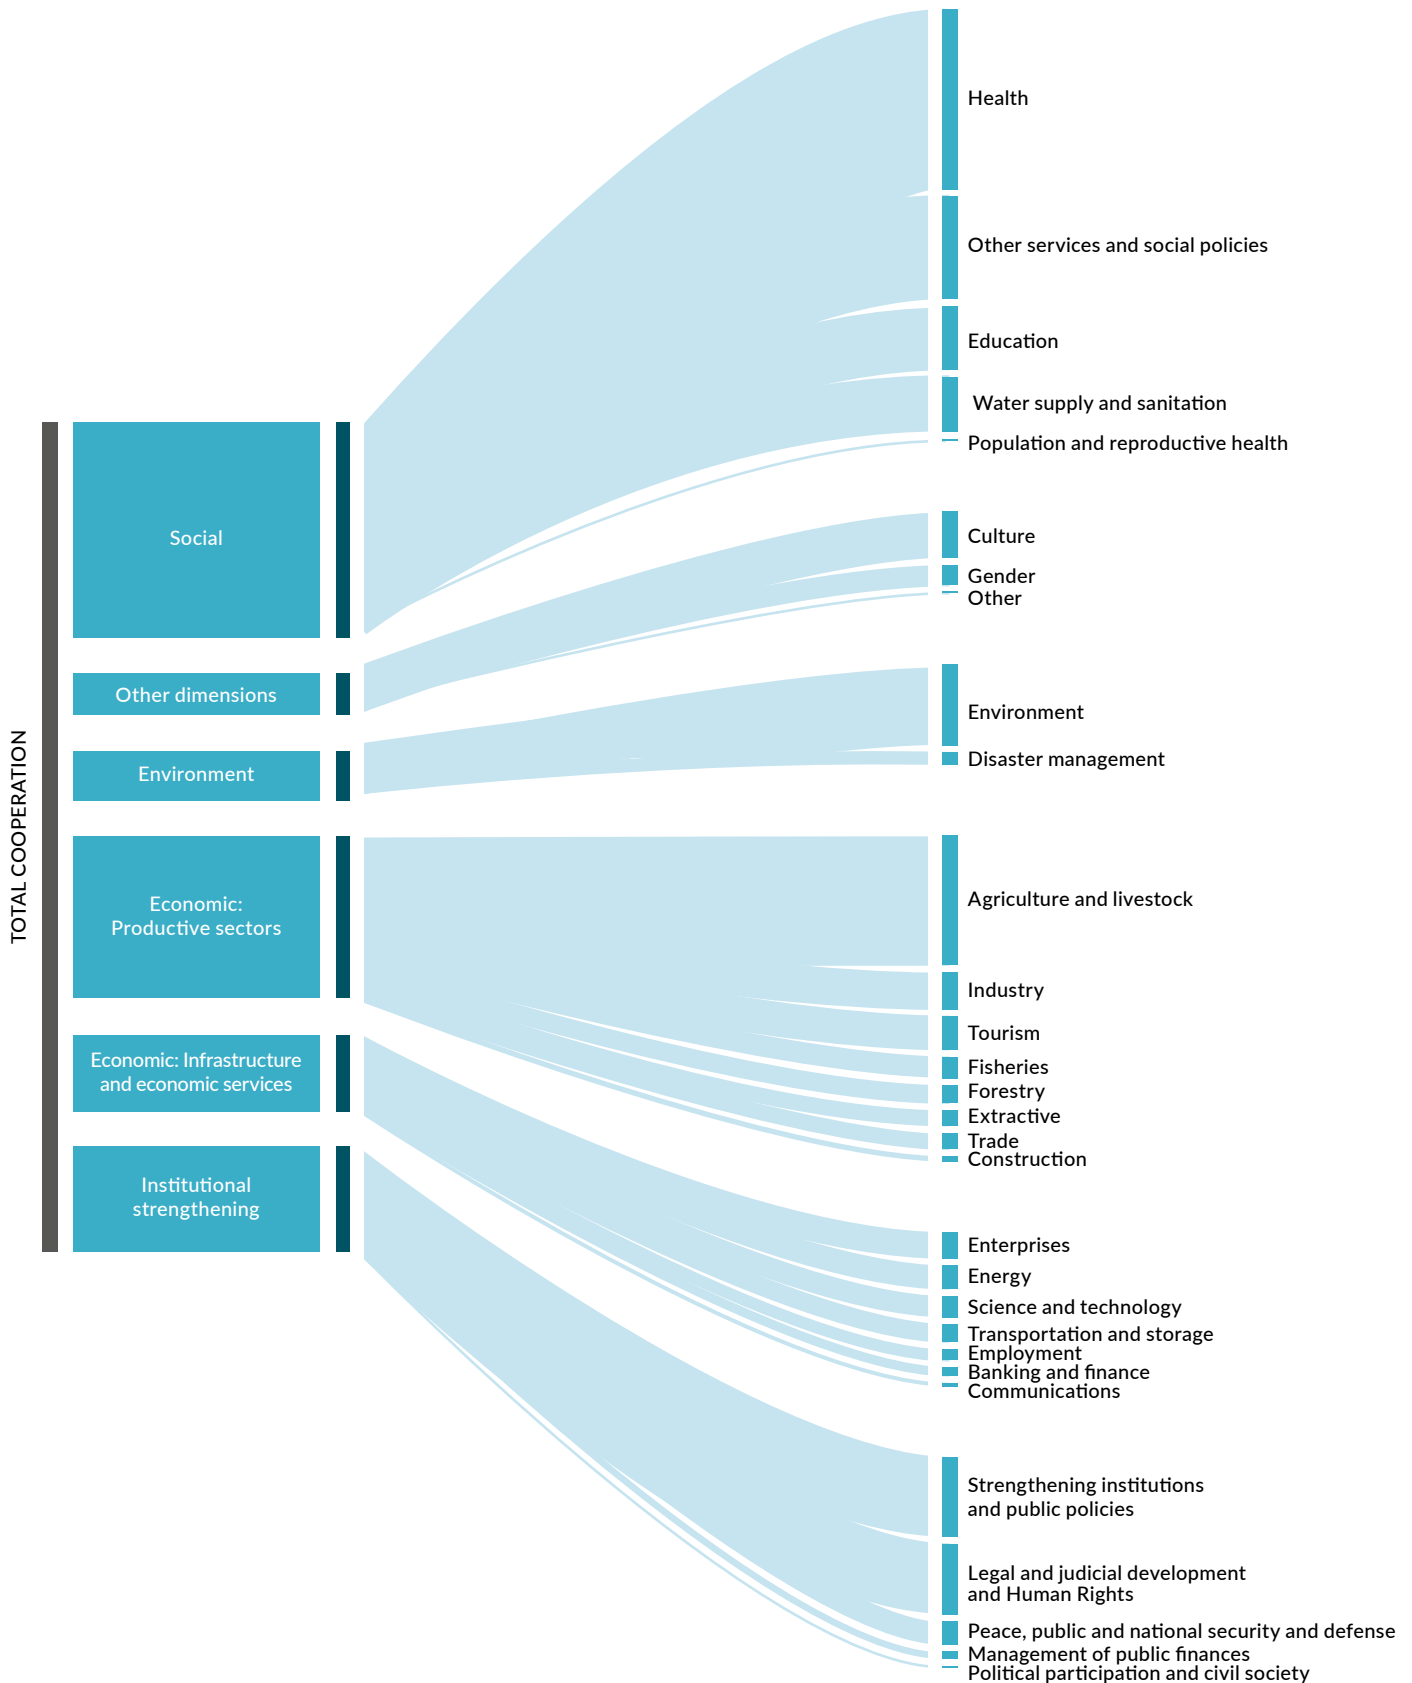 TOTAL COOPERATION
Social
Other dimensions
Environment
Economic:
Productive sectors
Economic: Infrastructure
and economic services
Institutional
strengthening
Health
Other services and social policies
Education
Water supply and sanitation
Population and reproductive health
Culture
Gender
Other
Environment
Disaster management
Agriculture and livestock
Industry
Tourism
Fisheries
Forestry
Extractive
Trade
Construction
Enterprises
Energy
Science and technology
Transportation and storage
Employment
Banking and finance
Communications
Strengthening institutions
and public policies
Legal and judicial development
and Human Rights
Peace, public and national security and defense
Management of public finances
Political participation and civil society